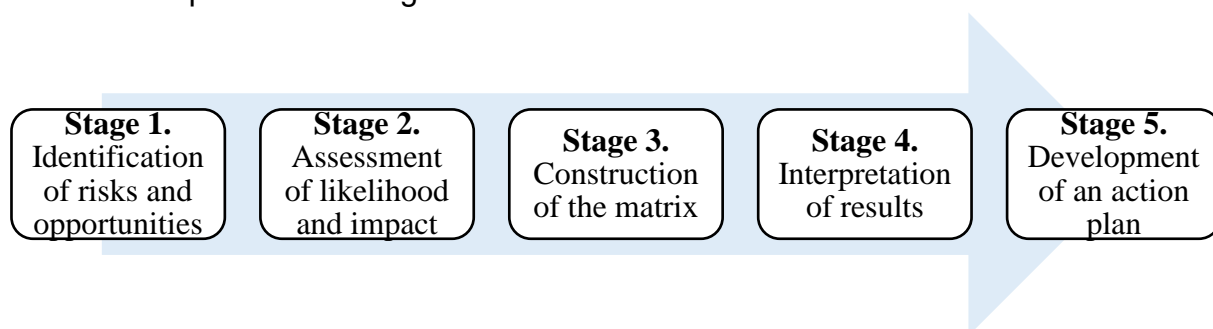 Stage 1.
Identification
of risks and
opportunities
Stage 2.
Assessment
of likelihood
and impact
Stage 3.
Construction
of the matrix
Stage 4.
Interpretation
of results
Stage 5.
Development
of an action
plan